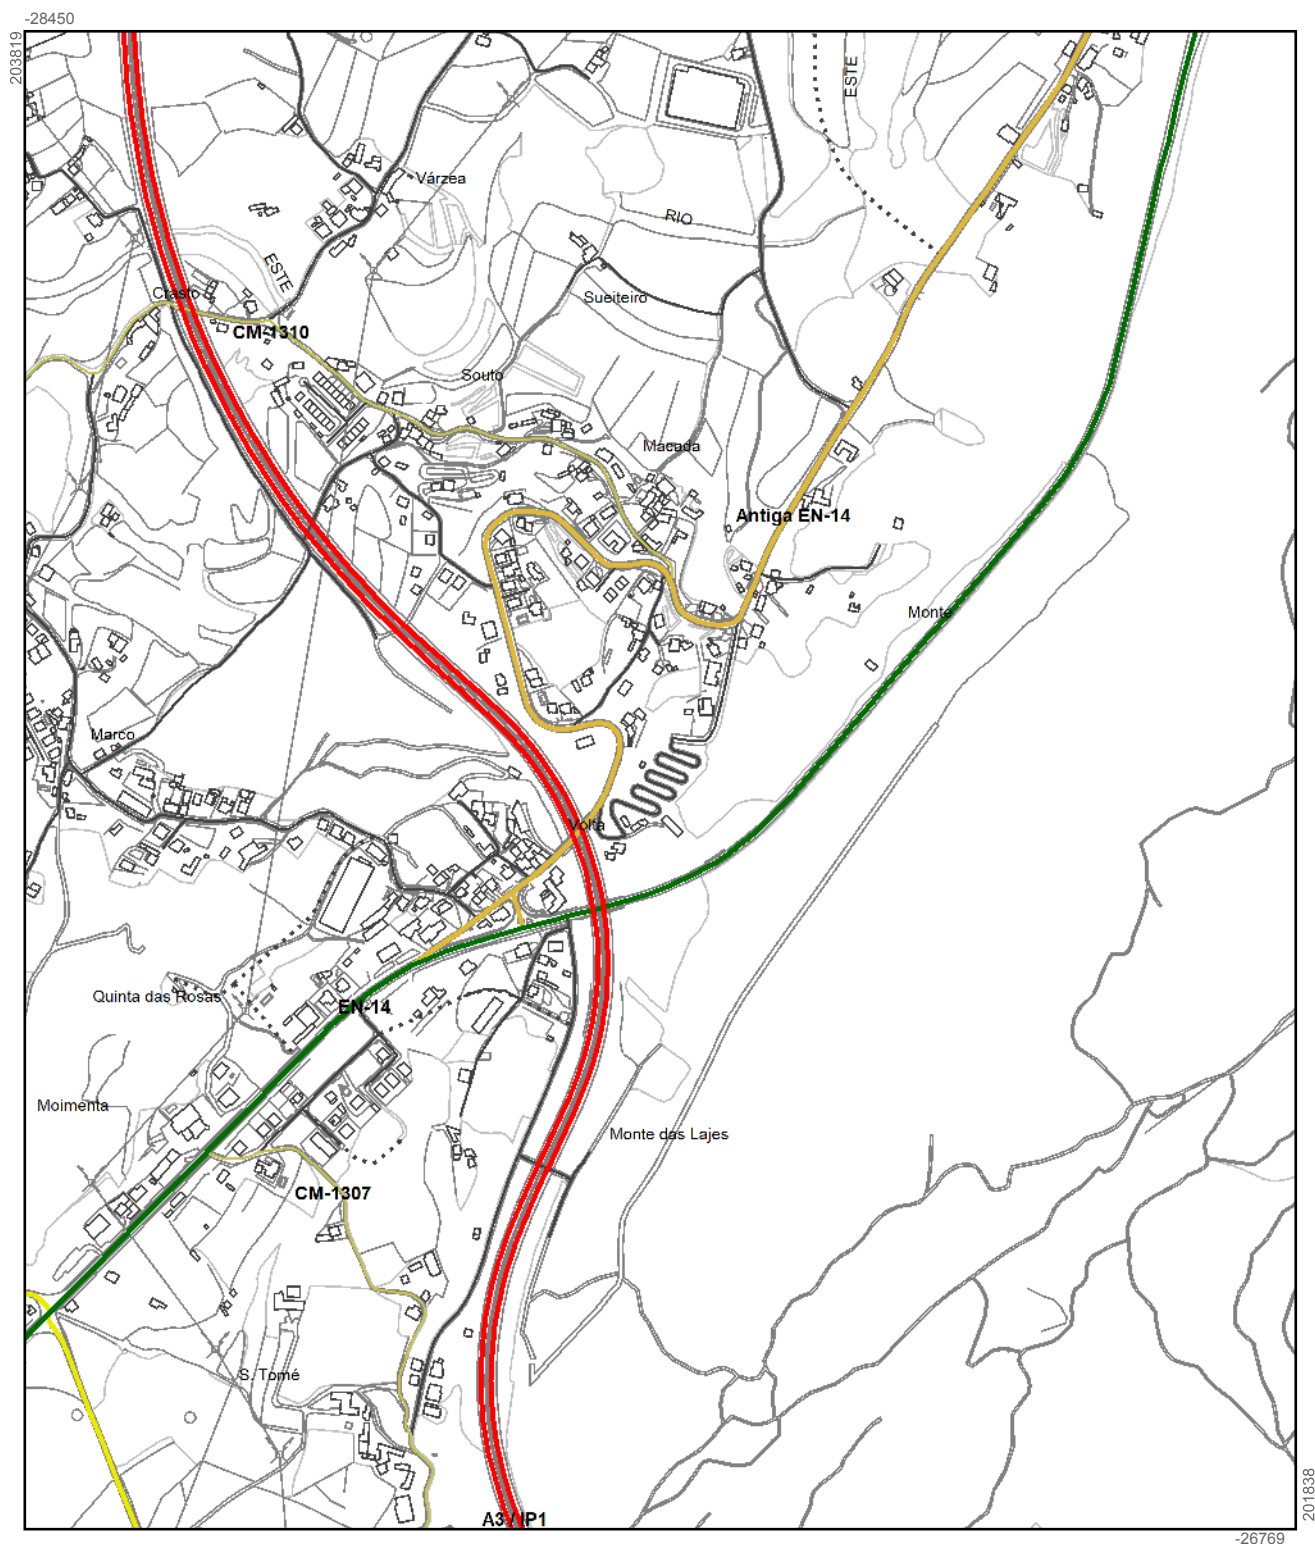 -28450
203819
ESTE
Várzea
RIO
ESTE
Crasto
Sueiteiro
CM-1310
Souto
Macada
Antiga EN-14
Monte
Marco
Volta
Quinta das Rosas
EN-14
Moimenta
Monte das Lajes
CM-1307
S. Tomé
201838
A3 / IP1
-26769